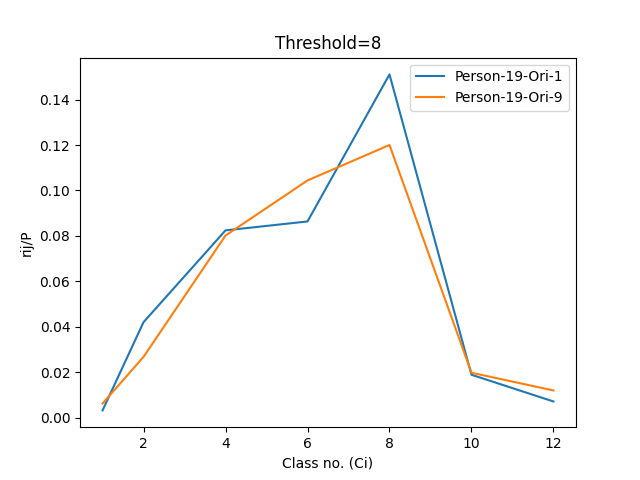 Threshold=8
Person-19-Ori-1
Person-19-Ori-9
0.14
0.12
0.10
0.08
0.06
0.04
0.02
0.00
rij/P
2 4 6 8 10 12
Class no. (Ci)